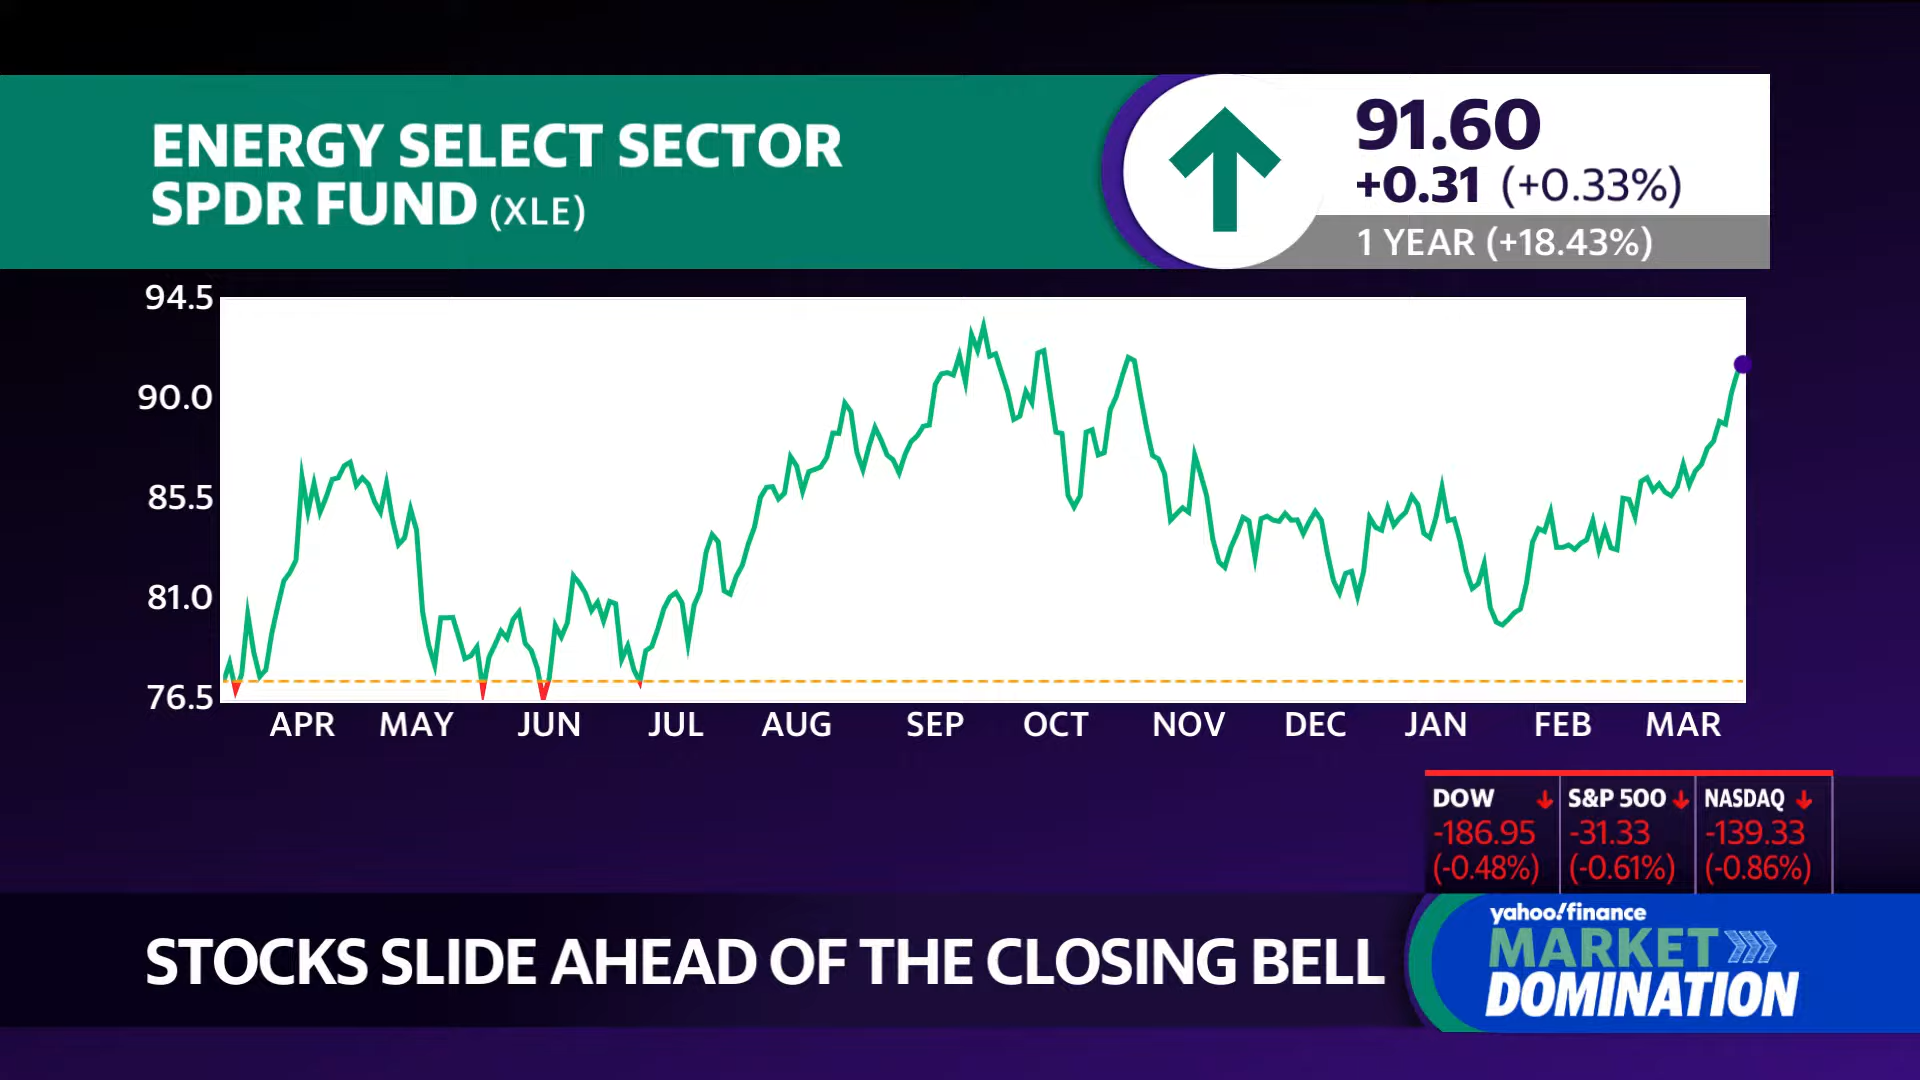 ENERGY SELECT SECTOR
SPDR FUND (XLE)
91.60
+0.31 (+0.33%)
1 YEAR (+18.43%)
94.5
90.0
85.5
81.0
76.5
APR MAY JUN JUL AUG SEP OCT NOV DEC JAN FEB MAR
DOW
-186.95
(-0.48%)
S&P 500
-31.33
(-0.61%)
NASDAQ
-139.33
(-0.86%)
STOCKS SLIDE AHEAD OF THE CLOSING BELL
yahoo!finance
MARKET
DOMINATION